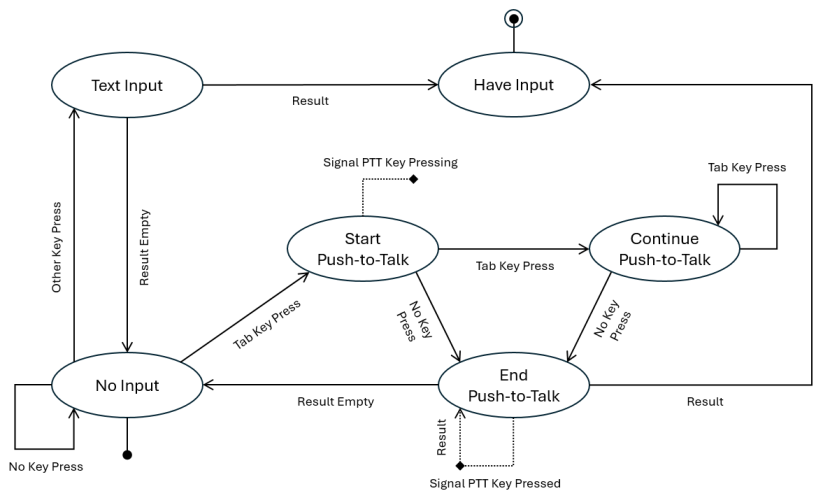 Text Input
Have Input
Result
Signal PTT Key Pressing
Tab Key Press
Other Key Press
Result Empty
Start
Push-to-Talk
Continue
Push-to-Talk
Tab Key Press
Tab Key Press
No Key
Press
No Key
Press
No Input
End
Push-to-Talk
Result Empty
Result
Result
No Key Press
Signal PTT Key Pressed